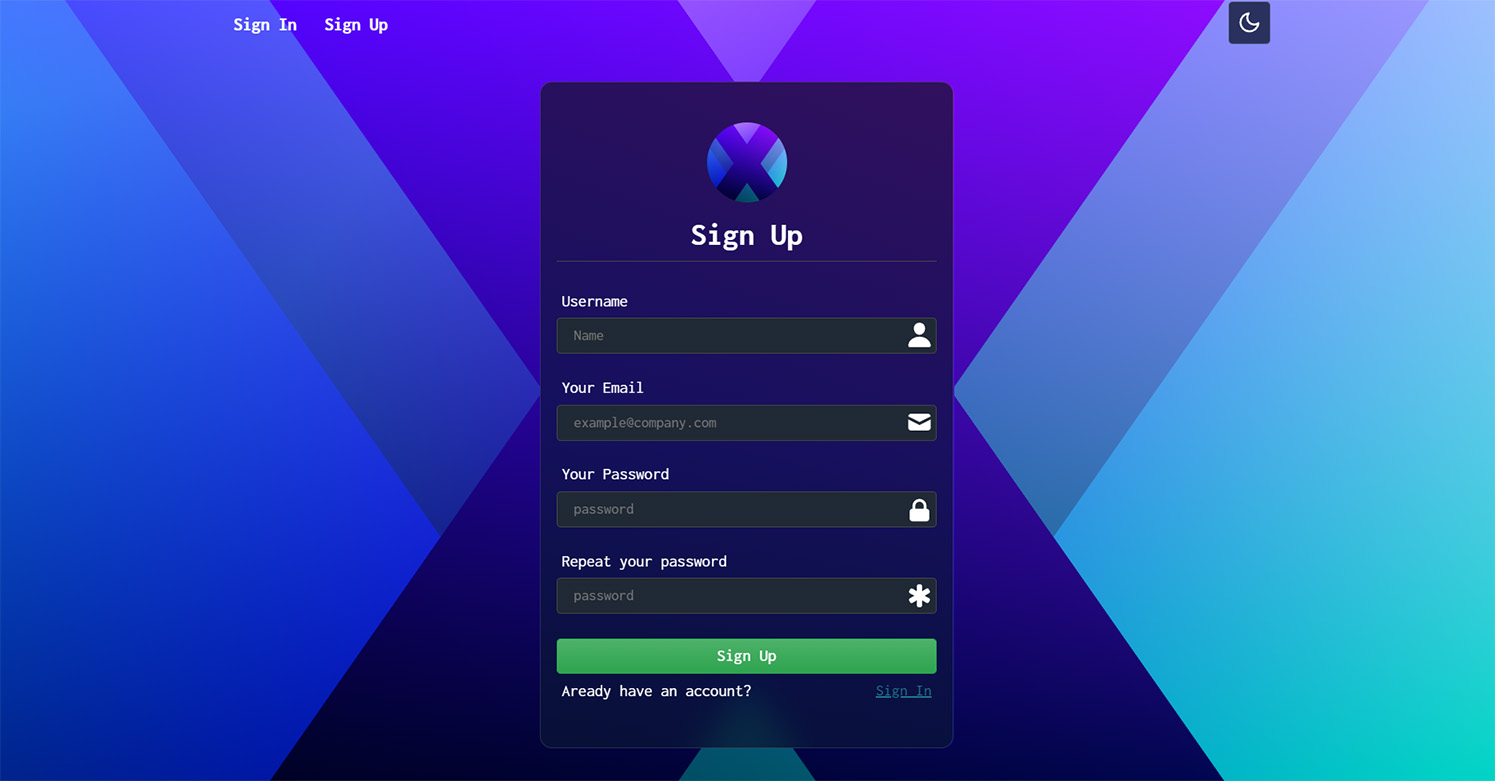 Sign In Sign Up
Sign Up
Username
Name
Your Email
example@company.com
Your Password
password
Repeat your password
password
Sign Up
Aready have an account? Sign In